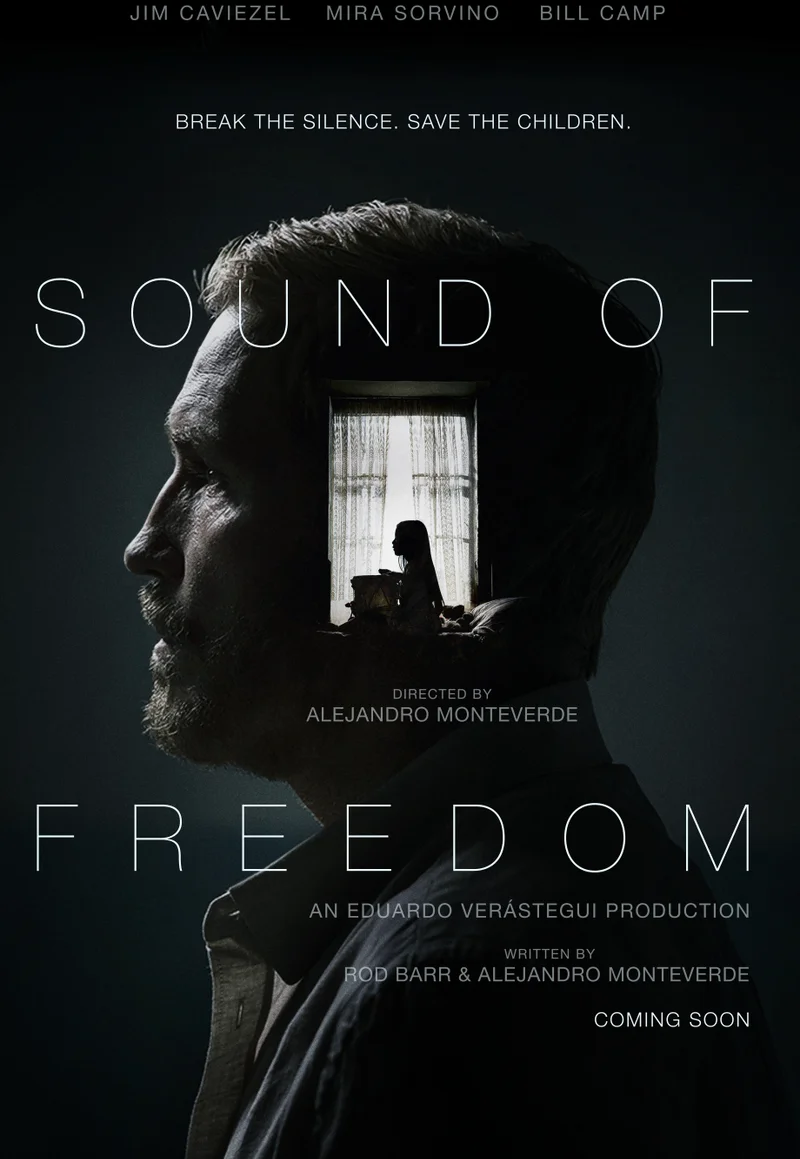 JIM CAVIEZEL MIRA SORVINO BILL CAMP
BREAK THE SILENCE. SAVE THE CHILDREN.
SOUND OF
DIRECTED BY
ALEJANDRO MONTEVERDE
FREEDOM
AN EDUARDO VERÁSTEGUI PRODUCTION
WRITTEN BY
ROD BARR & ALEJANDRO MONTEVERDE
COMING SOON